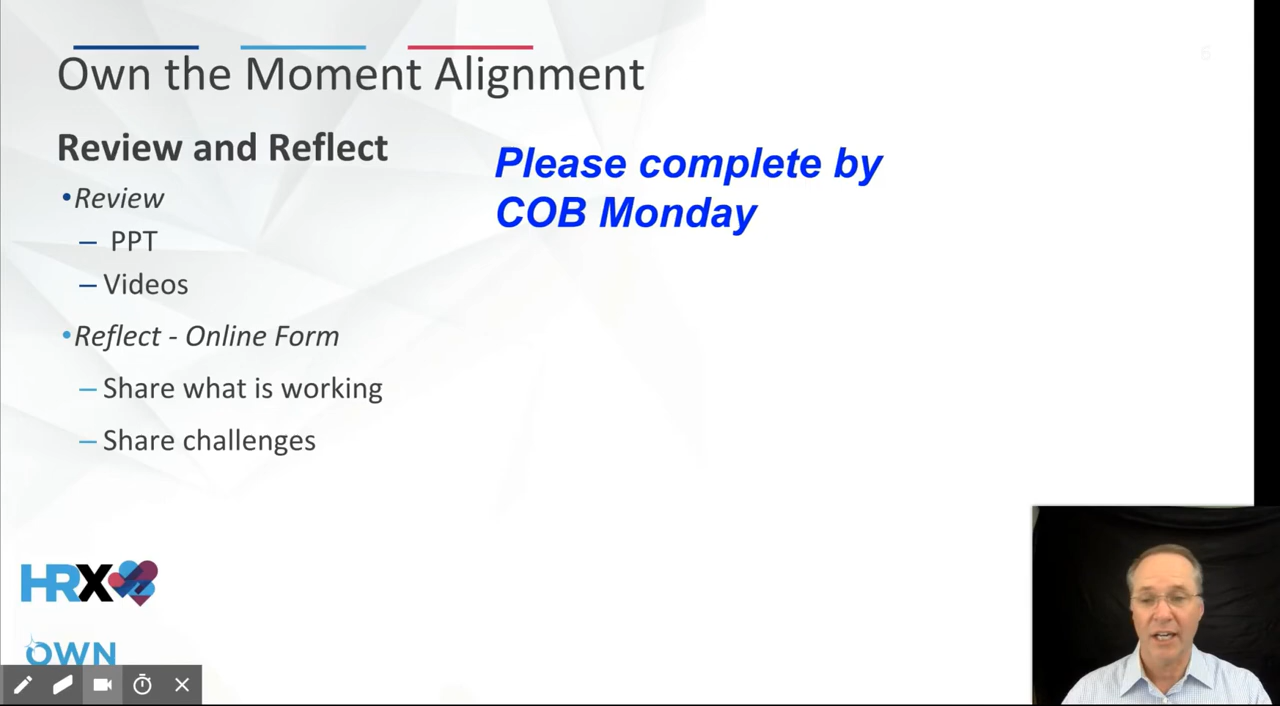 6
Own the Moment Alignment
Review and Reflect
•Review
– PPT
– Videos
•Reflect - Online Form
– Share what is working
– Share challenges
Please complete by
COB Monday
HRX
OWN